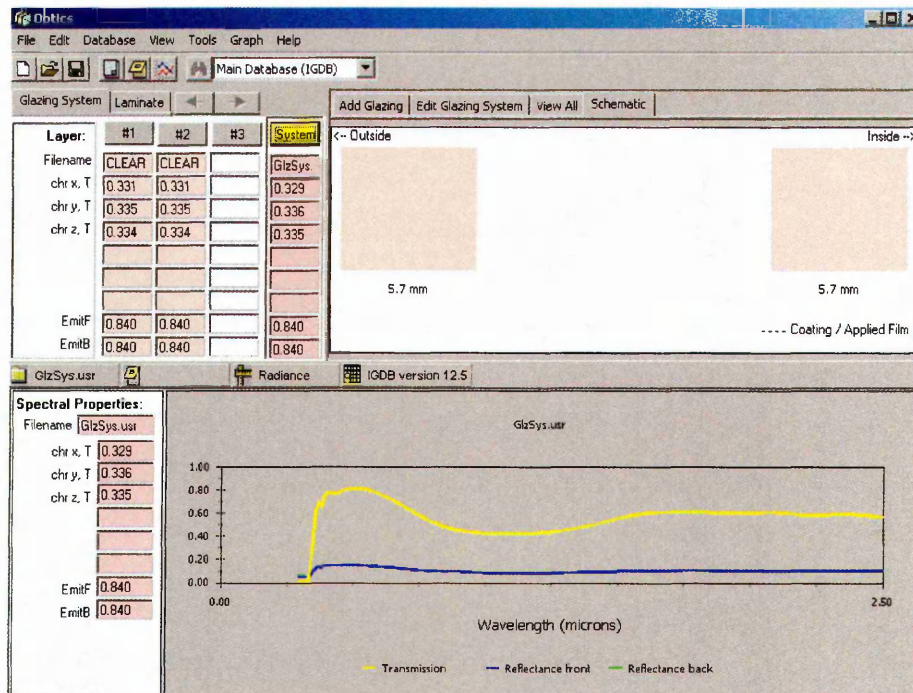 Optics
File Edit Database View Tools Graph Help
Main Database (IGDB)
Glazing System Laminate
Add Glazing Edit Glazing System View All Schematic
Layer: #1 #2 #3 System
Filename CLEAR CLEAR GlzSys.
chr x, T 0.331 0.331 0.329
chr y, T 0.335 0.335 0.336
chr z, T 0.334 0.334 0.335
EmitF 0.840 0.840 0.840
EmitB 0.840 0.840 0.840
<-- Outside Inside -->
5.7 mm 5.7 mm
---- Coating / Applied Film
GlzSys.usr Radiance IGDB version 12.5
Spectral Properties:
Filename GlzSys.usr
chr x, T 0.329
chr y, T 0.336
chr z, T 0.335
EmitF 0.840
EmitB 0.840
GlzSys.usr
1.00
0.80
0.60
0.40
0.20
0.00
0.00 2.50
Wavelength (microns)
Transmission Reflectance front Reflectance back